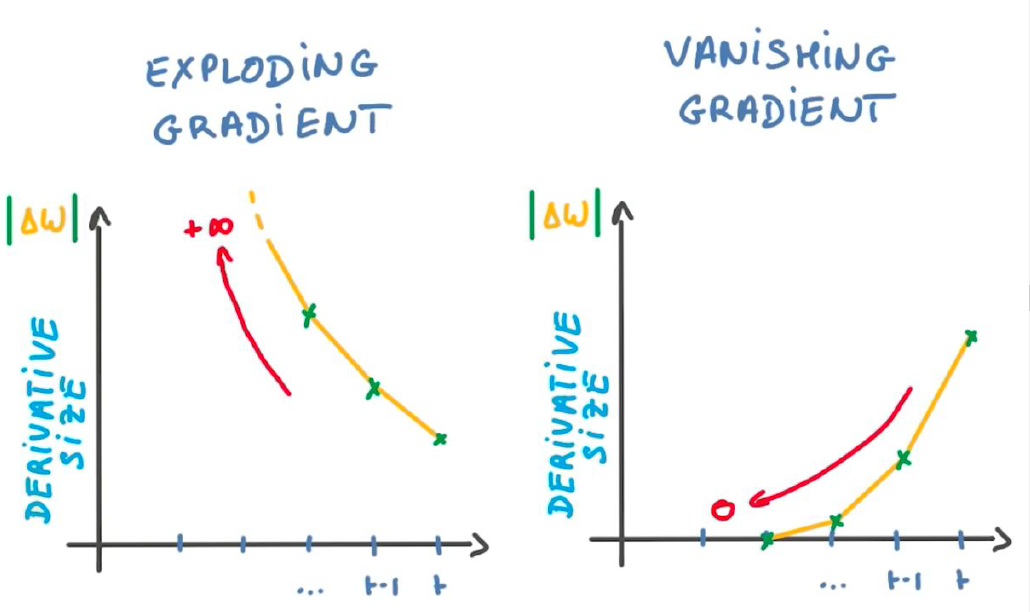 EXPLODING
GRADIENT
|ΔW|
+∞
DERIVATIVE
SIZE
... t-1 t
VANISHING
GRADIENT
|ΔW|
DERIVATIVE
SIZE
0
... t-1 t